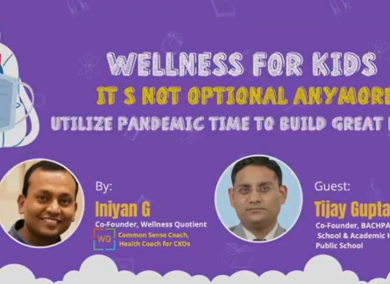 WELLNESS FOR KIDS
IT S NOT OPTIONAL ANYMORE
UTILIZE PANDEMIC TIME TO BUILD GREAT
By:
Iniyan G
Co-Founder, Wellness Quotient
WQ
Common Sense Coach,
Health Coach for CXOs
Guest:
Tijay Gupta
Co-Founder, BACHPA
School & Academic H
Public School